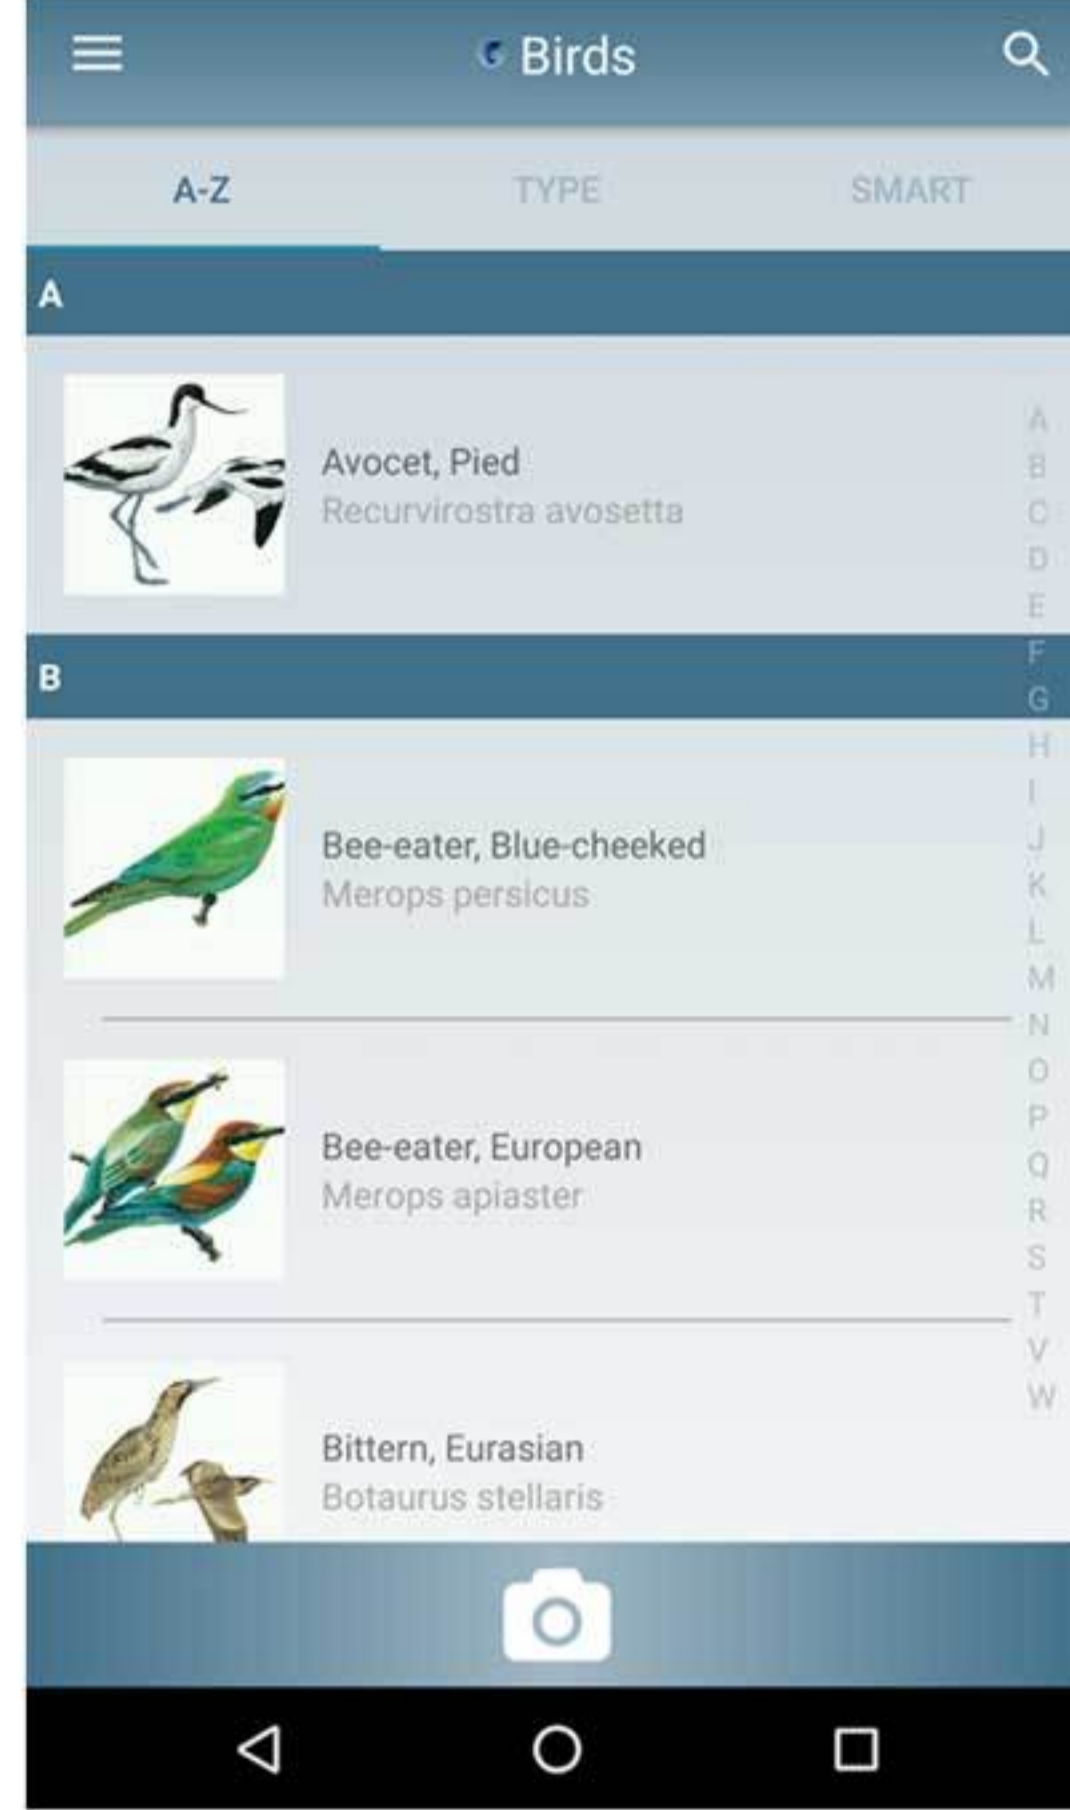 Birds
A-Z TYPE SMART
A
Avocet, Pied
Recurvirostra avosetta
B
Bee-eater, Blue-cheeked
Merops persicus
Bee-eater, European
Merops apiaster
Bittern, Eurasian
Botaurus stellaris
A
B
C
D
E
F
G
H
I
J
K
L
M
N
O
P
Q
R
S
T
V
W